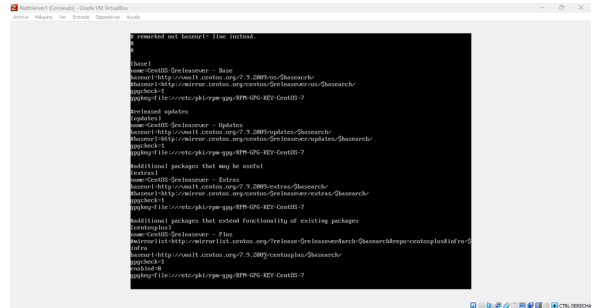 NethServer1 [Corriendo] - Oracle VM VirtualBox
Archivo Máquina Ver Entrada Dispositivos Ayuda
# remarked out baseurl= line instead.
#
#
[base]
name=CentOS-$releasever - Base
baseurl=http://vault.centos.org/7.9.2009/os/$basearch/
#baseurl=http://mirror.centos.org/centos/$releasever/os/$basearch/
gpgcheck=1
gpgkey=file:///etc/pki/rpm-gpg/RPM-GPG-KEY-CentOS-7
#released updates
[updates]
name=CentOS-$releasever - Updates
baseurl=http://vault.centos.org/7.9.2009/updates/$basearch/
#baseurl=http://mirror.centos.org/centos/$releasever/updates/$basearch/
gpgcheck=1
gpgkey=file:///etc/pki/rpm-gpg/RPM-GPG-KEY-CentOS-7
#additional packages that may be useful
[extras]
name=CentOS-$releasever - Extras
baseurl=http://vault.centos.org/7.9.2009/extras/$basearch/
#baseurl=http://mirror.centos.org/centos/$releasever/extras/$basearch/
gpgcheck=1
gpgkey=file:///etc/pki/rpm-gpg/RPM-GPG-KEY-CentOS-7
#additional packages that extend functionality of existing packages
[centosplus]
name=CentOS-$releasever - Plus
#mirrorlist=http://mirrorlist.centos.org/?release=$releasever&arch=$basearch&repo=centosplus&infra=$
infra
baseurl=http://vault.centos.org/7.9.2009/centosplus/$basearch/
gpgcheck=1
enabled=0
gpgkey=file:///etc/pki/rpm-gpg/RPM-GPG-KEY-CentOS-7
CTRL DERECHA